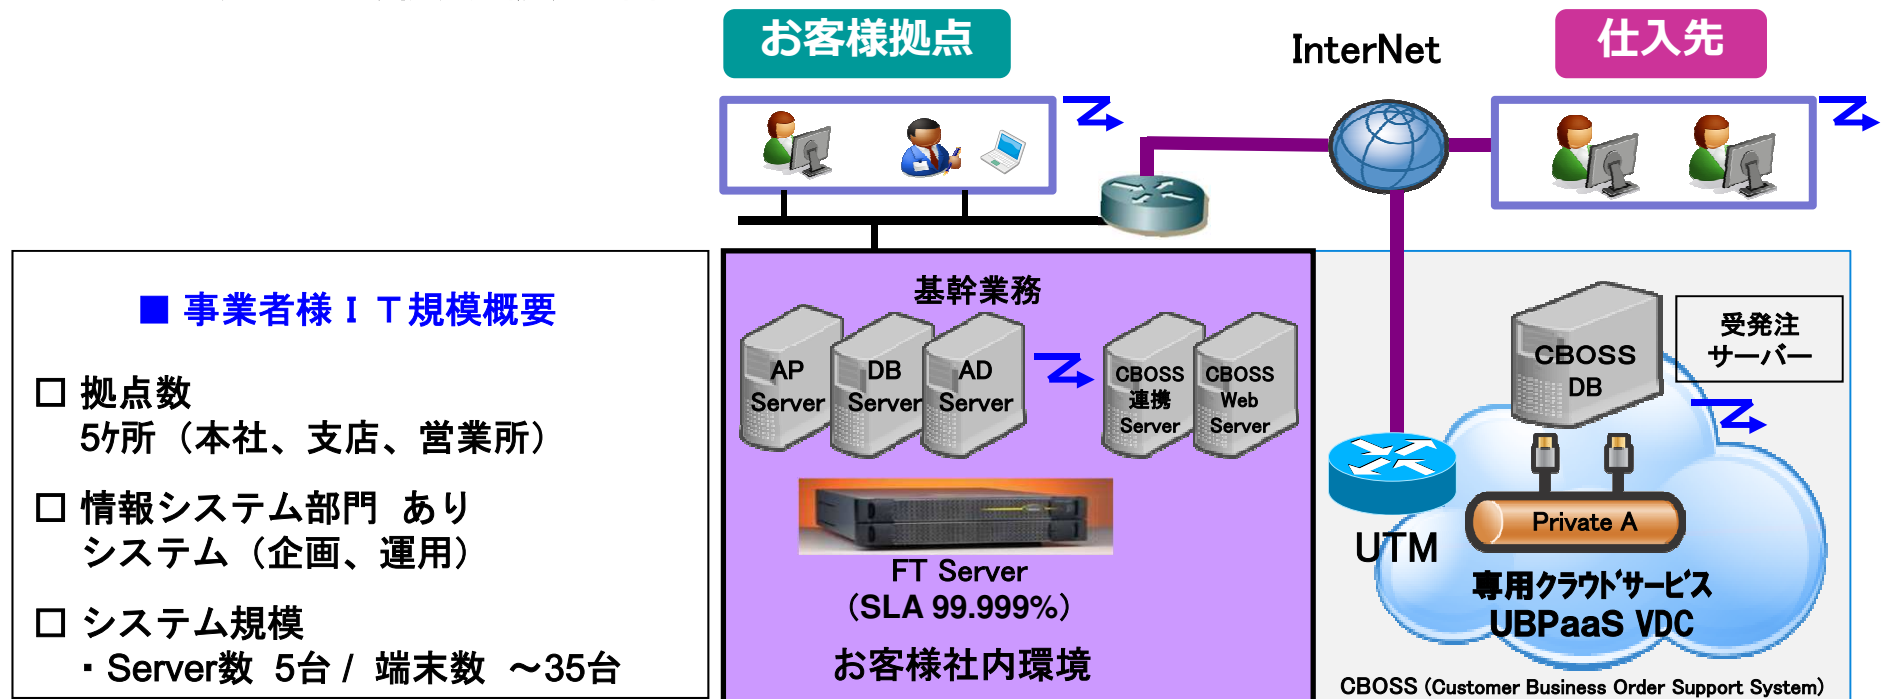 お客様拠点
InterNet
仕入先
■ 事業者様ＩＴ規模概要
□ 拠点数
5ｹ所（本社、支店、営業所）
□ 情報システム部門 あり
システム（企画、運用）
□ システム規模
・Server数 5台 / 端末数 ～35台
基幹業務
AP
Server
DB
Server
AD
Server
CBOSS
連携
Server
CBOSS
Web
Server
FT Server
（SLA 99.999%）
お客様社内環境
CBOSS
DB
受発注
サーバー
UTM
Private A
専用ｸﾗｳﾄﾞｻｰﾋﾞｽ
UBPaaS VDC
CBOSS (Customer Business Order Support System)